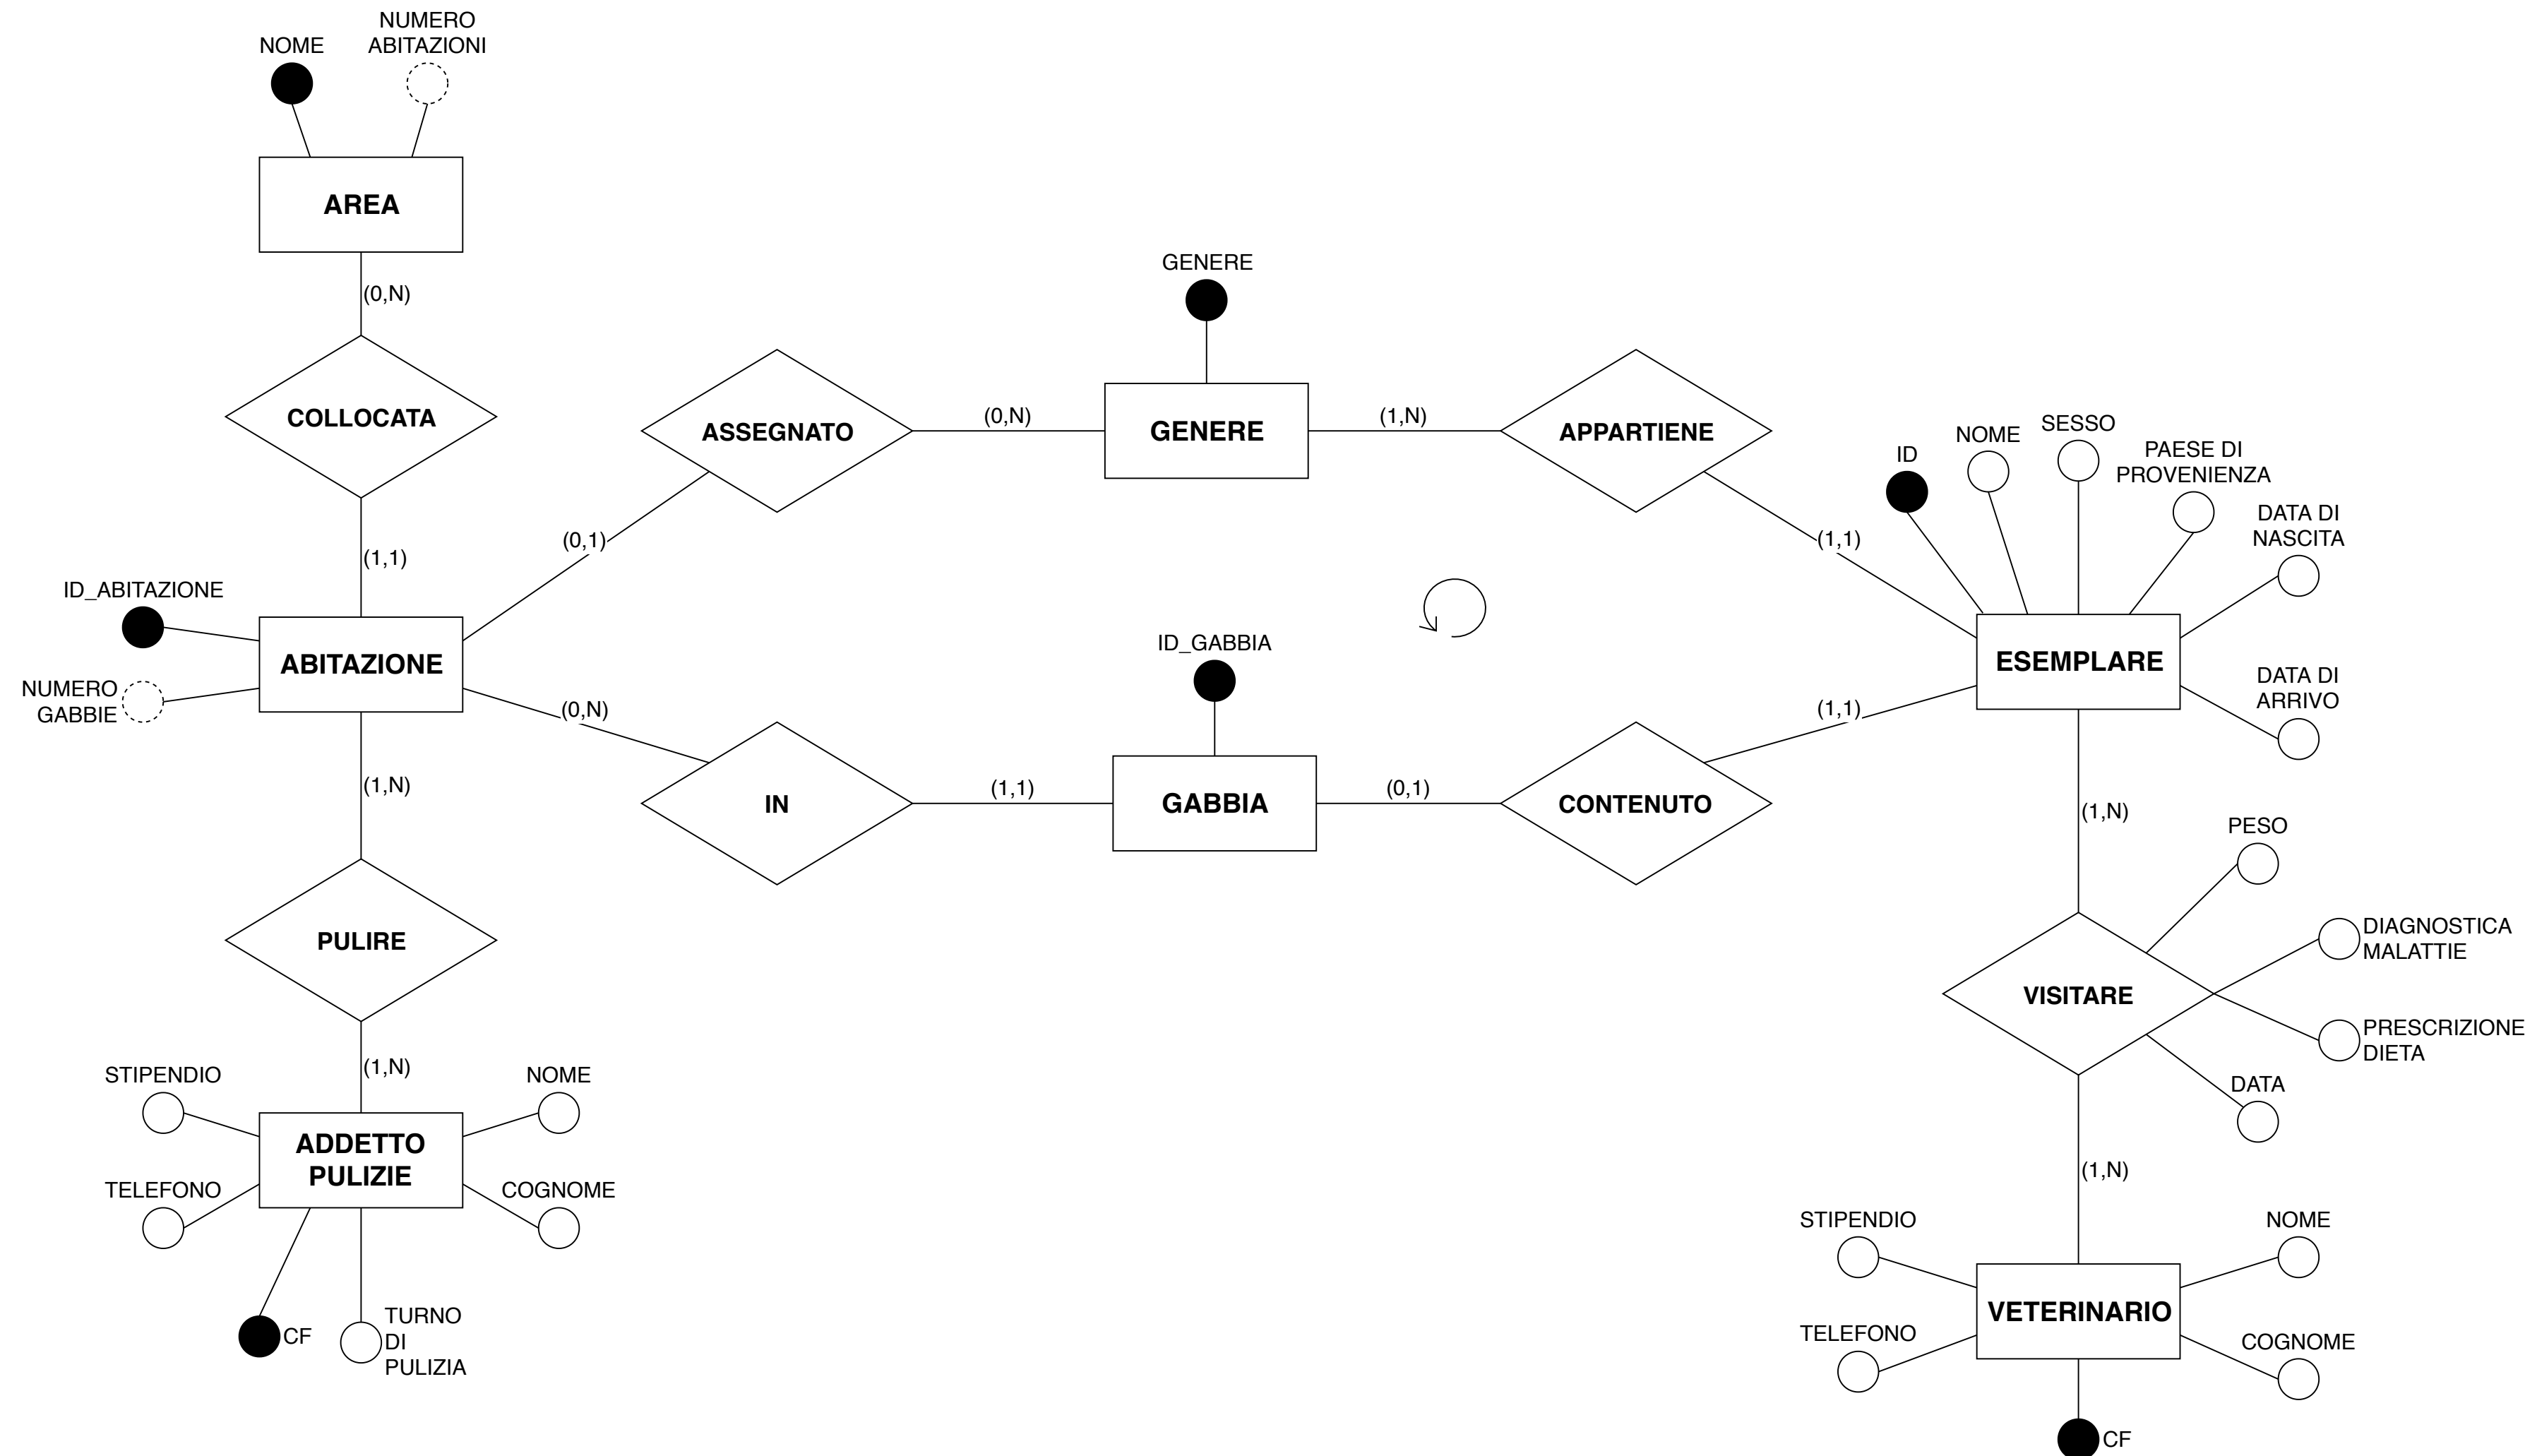 NUMERO
ABITAZIONI
NOME
AREA
(0,N)
COLLOCATA
(1,1)
GENERE
ASSEGNATO
(0,N)
GENERE
(1,N)
APPARTIENE
(0,1)
(1,1)
ID
NOME
SESSO
PAESE DI
PROVENIENZA
DATA DI
NASCITA
ID_ABITAZIONE
ABITAZIONE
NUMERO
GABBIE
ESEMPLARE
DATA DI
ARRIVO
ID_GABBIA
(0,N)
(1,1)
IN
(1,1)
GABBIA
(0,1)
CONTENUTO
(1,N)
PULIRE
(1,N)
(1,N)
PESO
DIAGNOSTICA
MALATTIE
VISITARE
PRESCRIZIONE
DIETA
DATA
(1,N)
STIPENDIO
NOME
ADDETTO
PULIZIE
TELEFONO
COGNOME
CF
TURNO
DI
PULIZIA
STIPENDIO
NOME
VETERINARIO
TELEFONO
COGNOME
CF